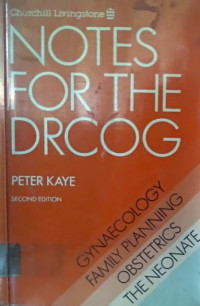 Churchill Livingstone
NOTES
FOR THE
DRCOG
PETER KAYE
SECOND EDITION
GYNAECOLOGY
FAMILY PLANNING
OBSTETRICS
THE NEONATE